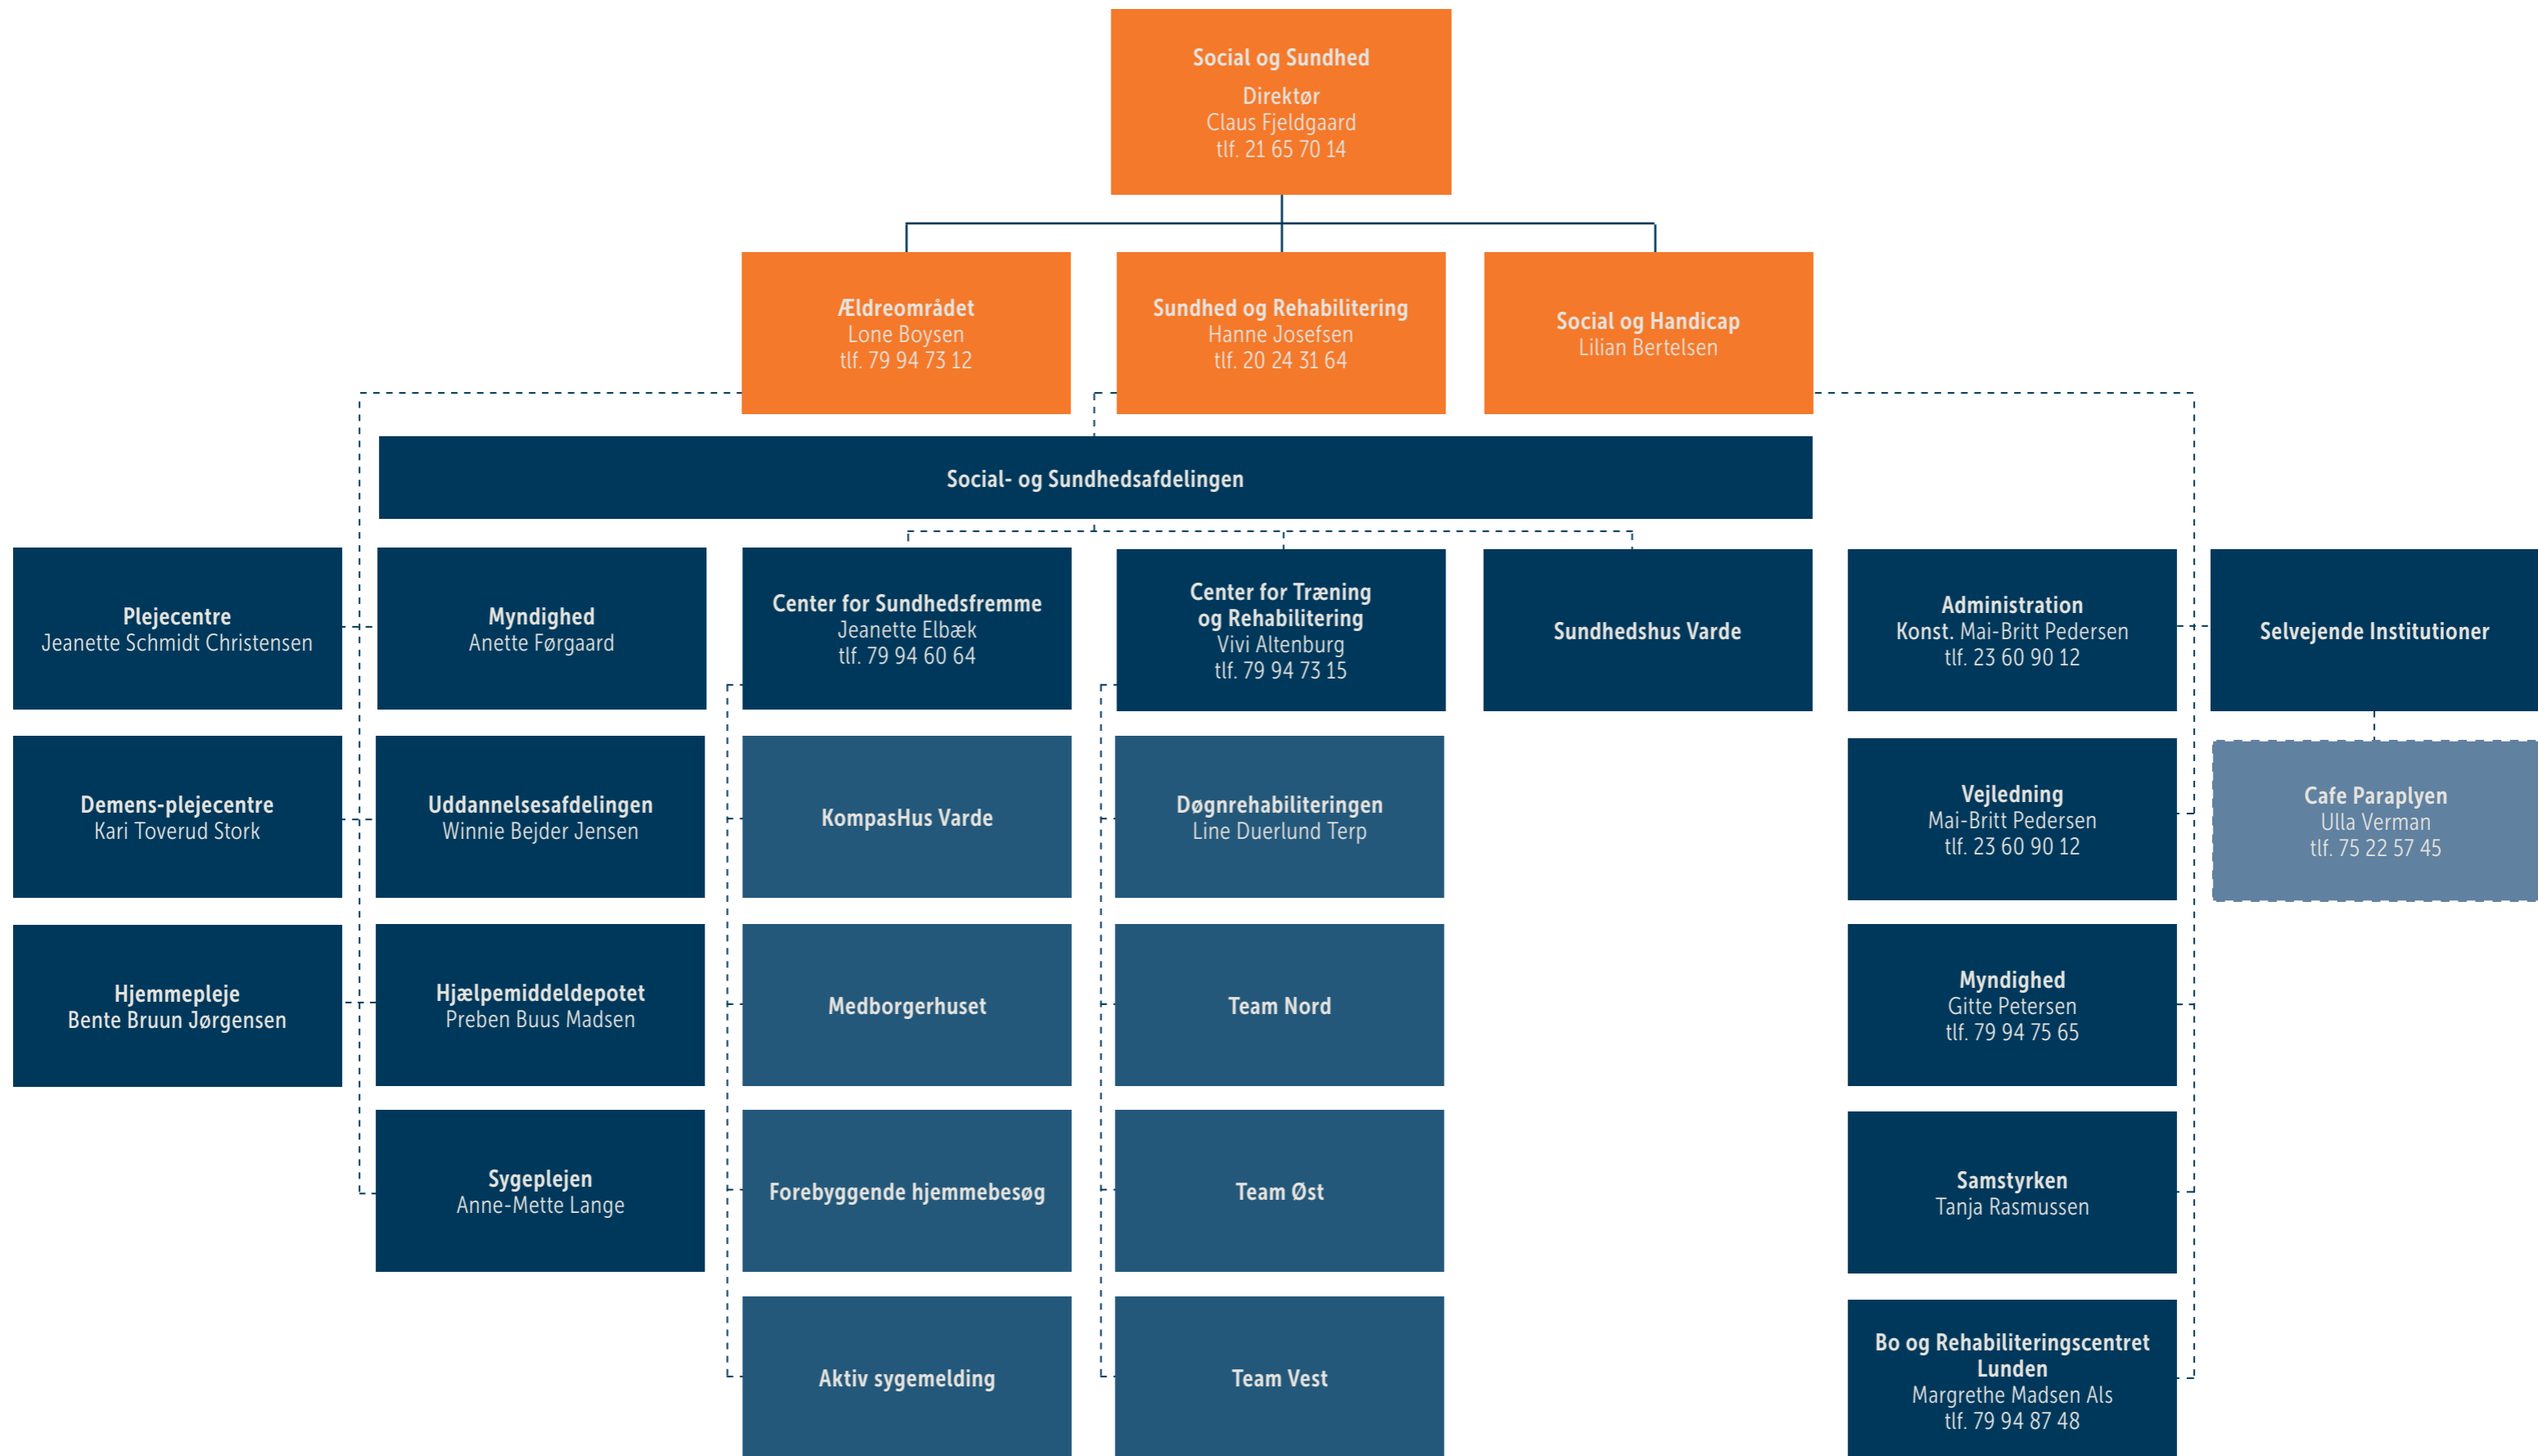 Social og Sundhed
Direktør
Claus Fjeldgaard
tlf. 21 65 70 14
Ældreområdet
Lone Boysen
tlf. 79 94 73 12
Sundhed og Rehabilitering
Hanne Josefsen
tlf. 20 24 31 64
Social og Handicap
Lilian Bertelsen
Social- og Sundhedsafdelingen
Plejecentre
Jeanette Schmidt Christensen
Myndighed
Anette Førgaard
Center for Sundhedsfremme
Jeanette Elbæk
tlf. 79 94 60 64
Center for Træning
og Rehabilitering
Vivi Altenburg
tlf. 79 94 73 15
Sundhedshus Varde
Administration
Konst. Mai-Britt Pedersen
tlf. 23 60 90 12
Selvejende Institutioner
Demens-plejecentre
Kari Toverud Stork
Uddannelsesafdelingen
Winnie Bejder Jensen
KompasHus Varde
Døgnrehabiliteringen
Line Duerlund Terp
Vejledning
Mai-Britt Pedersen
tlf. 23 60 90 12
Cafe Paraplyen
Ulla Verman
tlf. 75 22 57 45
Hjemmepleje
Bente Bruun Jørgensen
Hjælpemiddeldepotet
Preben Buus Madsen
Medborgerhuset
Team Nord
Myndighed
Gitte Petersen
tlf. 79 94 75 65
Sygeplejen
Anne-Mette Lange
Forebyggende hjemmebesøg
Team Øst
Samstyrken
Tanja Rasmussen
Aktiv sygemelding
Team Vest
Bo og Rehabiliteringscentret
Lunden
Margrethe Madsen Als
tlf. 79 94 87 48